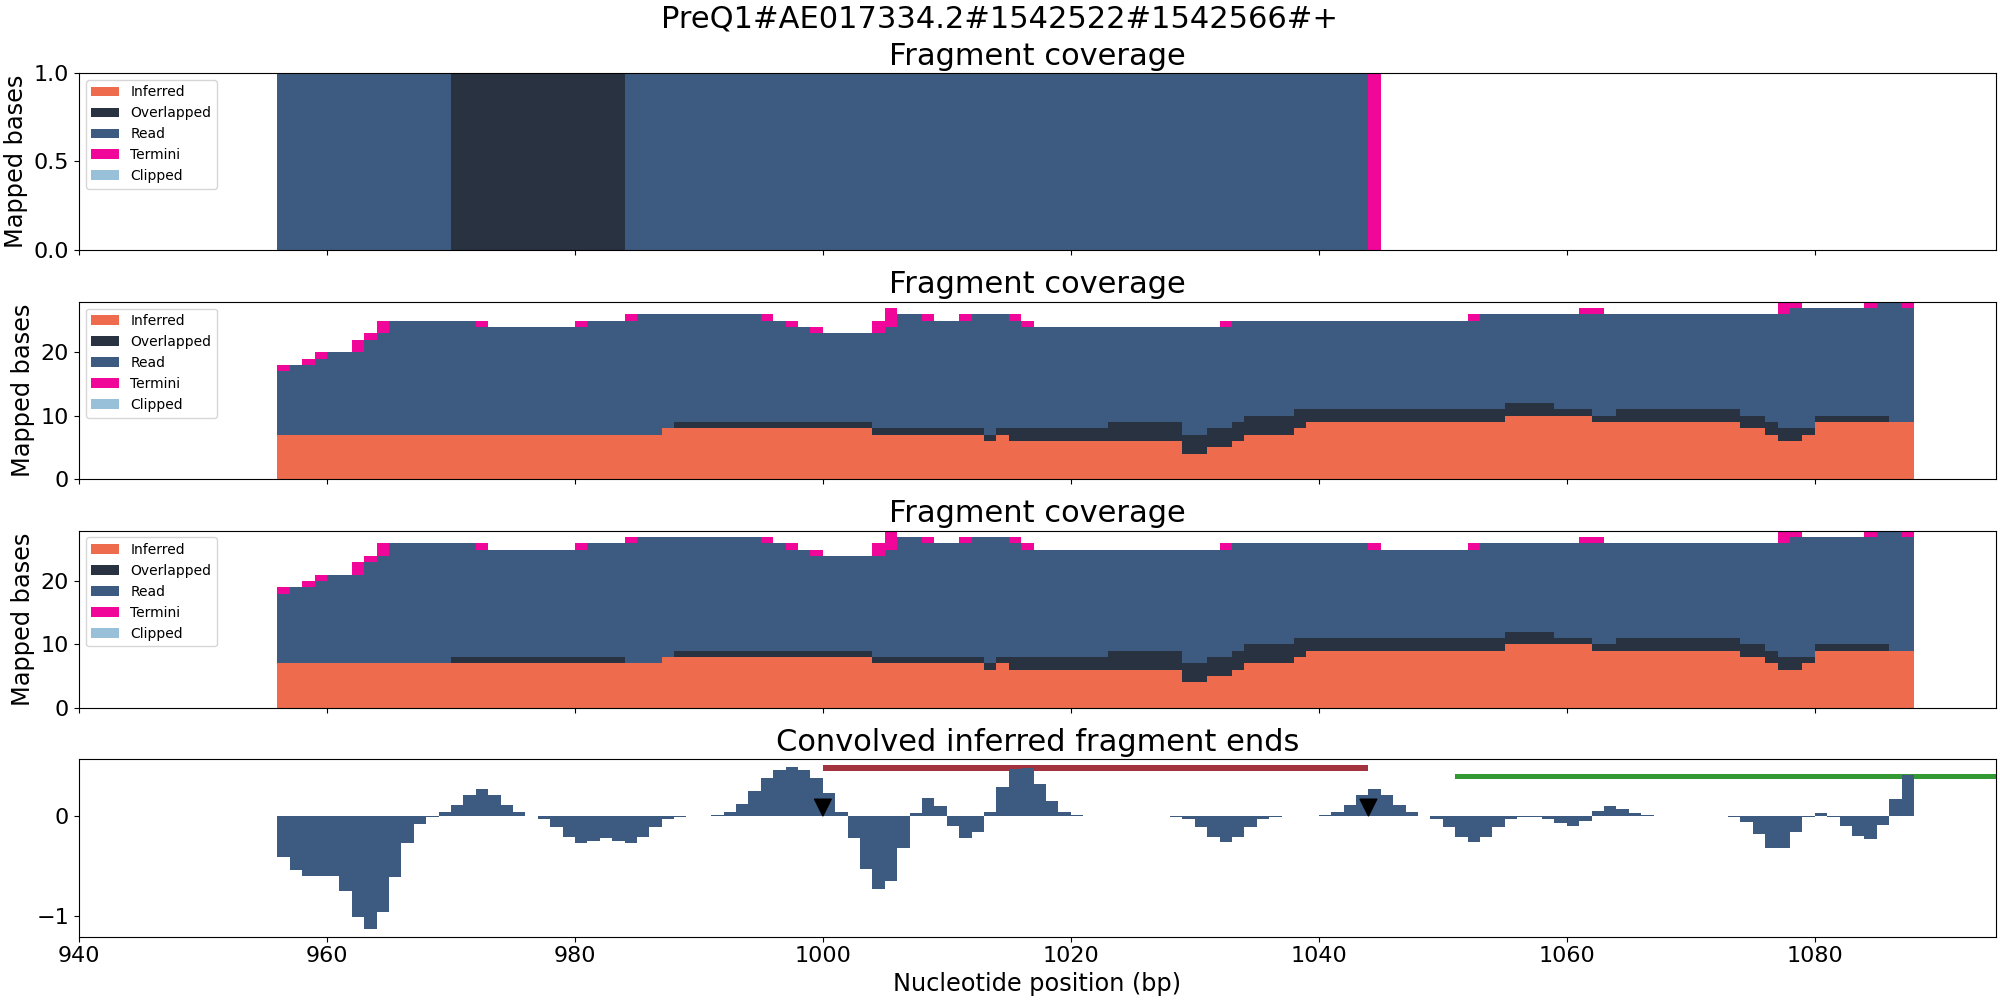 PreQ1#AE017334.2#1542522#1542566#+
Fragment coverage
Mapped bases
1.0
0.5
0.0
Inferred
Overlapped
Read
Termini
Clipped
Fragment coverage
Mapped bases
20
10
0
Inferred
Overlapped
Read
Termini
Clipped
Fragment coverage
Mapped bases
20
10
0
Inferred
Overlapped
Read
Termini
Clipped
Convolved inferred fragment ends
0
−1
940 960 980 1000 1020 1040 1060 1080
Nucleotide position (bp)